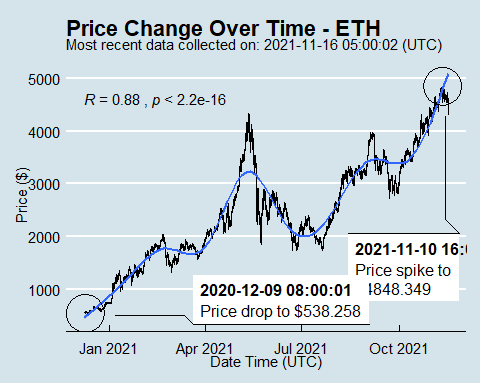 Price Change Over Time - ETH
Most recent data collected on: 2021-11-16 05:00:02 (UTC)
R = 0.88 , p < 2.2e-16
Price ($)
5000
4000
3000
2000
1000
2021-11-10 16:0
Price spike to
4848.349
2020-12-09 08:00:01
Price drop to $538.258
Jan 2021
Apr 2021
Jul 2021
Oct 2021
Date Time (UTC)